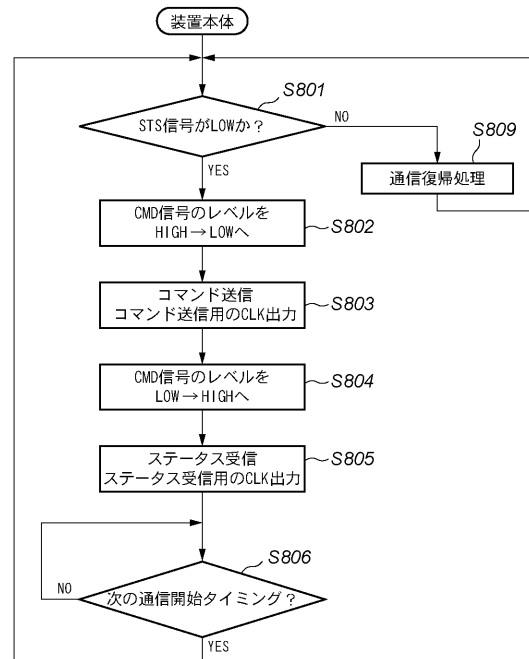 装置本体
S801
STS信号がLOWか？
NO
S809
通信復帰処理
YES
CMD信号のレベルを
HIGH→LOWへ
S802
コマンド送信
コマンド送信用のCLK出力
S803
CMD信号のレベルを
LOW→HIGHへ
S804
ステータス受信
ステータス受信用のCLK出力
S805
S806
NO
次の通信開始タイミング？
YES